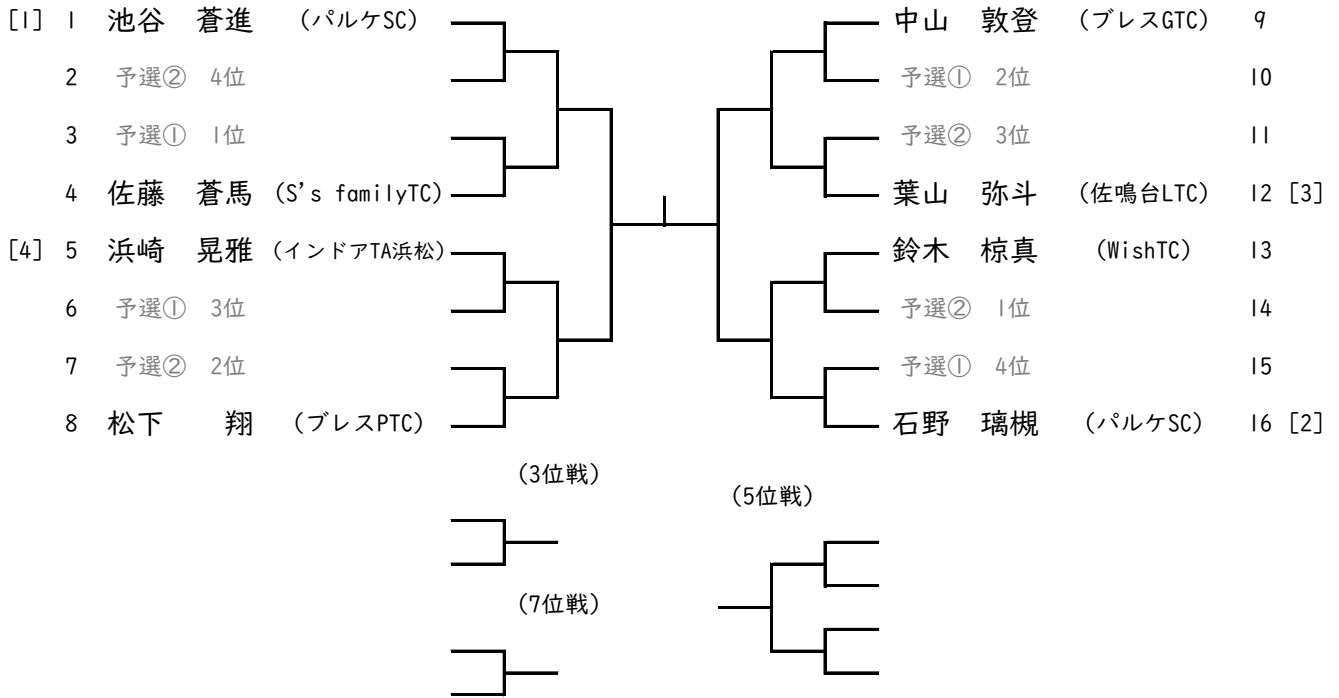 [1] 1 池谷 蒼進 (パルケSC)
2 予選② 4位
3 予選① 1位
4 佐藤 蒼馬 (S's familyTC)
[4] 5 浜崎 晃雅 (インドアTA浜松)
6 予選① 3位
7 予選② 2位
8 松下 翔 (ブレスPTC)
中山 敦登 (ブレスGTC) 9
予選① 2位 10
予選② 3位 11
葉山 弥斗 (佐鳴台LTC) 12 [3]
鈴木 椋真 (WishTC) 13
予選② 1位 14
予選① 4位 15
石野 璃槻 (パルケSC) 16 [2]
(3位戦)
(5位戦)
(7位戦)